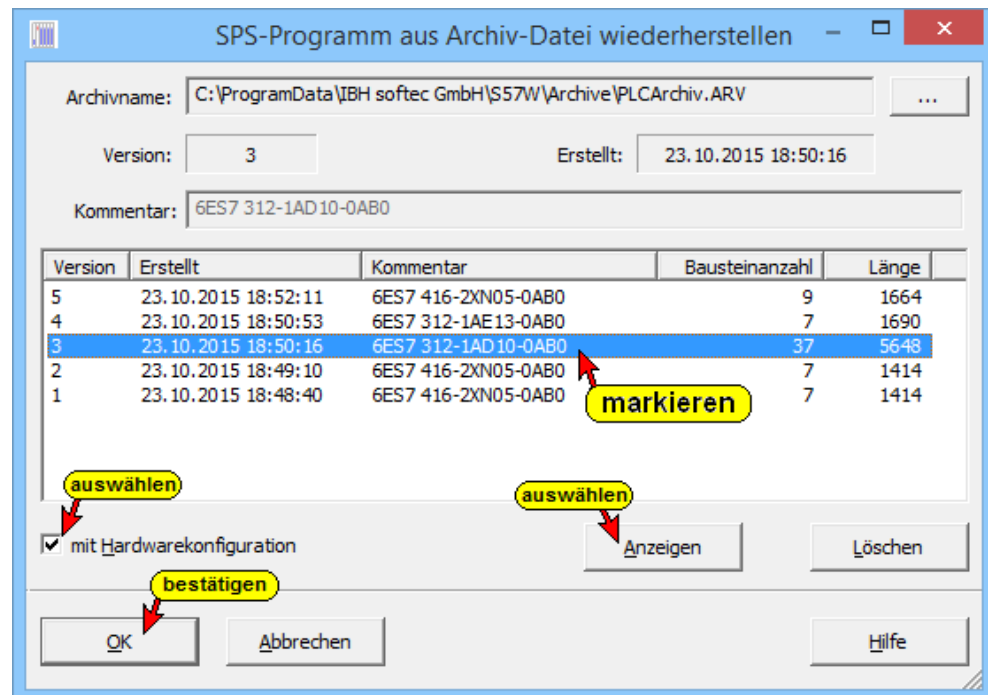 SPS-Programm aus Archiv-Datei wiederherstellen
Archivname: C:\ProgramData\IBH softec GmbH\S57W\Archive\PLCArchiv.ARV ...
Version: 3 Erstellt: 23.10.2015 18:50:16
Kommentar: 6ES7 312-1AD10-0AB0
Version Erstellt Kommentar Bausteinanzahl Länge
5 23.10.2015 18:52:11 6ES7 416-2XN05-0AB0 9 1664
4 23.10.2015 18:50:53 6ES7 312-1AE13-0AB0 7 1690
3 23.10.2015 18:50:16 6ES7 312-1AD10-0AB0 37 5648
2 23.10.2015 18:49:10 6ES7 416-2XN05-0AB0 7 1414
1 23.10.2015 18:48:40 6ES7 416-2XN05-0AB0 7 1414
markieren
auswählen auswählen
mit Hardwarekonfiguration Anzeigen Löschen
bestätigen
OK Abbrechen Hilfe